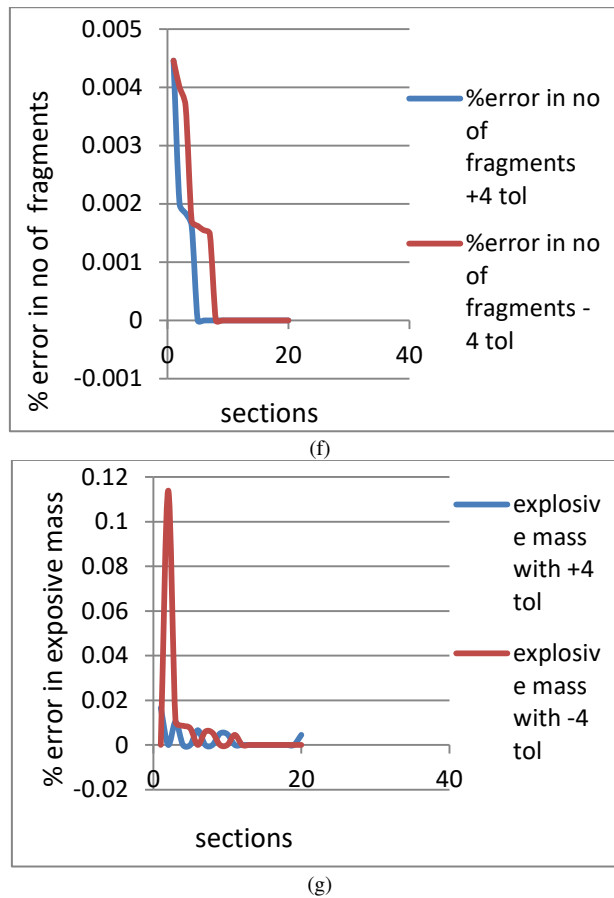 0.005
0.004
0.003
0.002
0.001
0
-0.001
% error in no of fragments
0
20
40
sections
%error in no
of
fragments
+4 tol
%error in no
of
fragments -
4 tol
(f)
0.12
0.1
0.08
0.06
0.04
0.02
0
-0.02
% error in exposive mass
0
20
40
sections
explosiv
e mass
with +4
tol
explosiv
e mass
with -4
tol
(g)